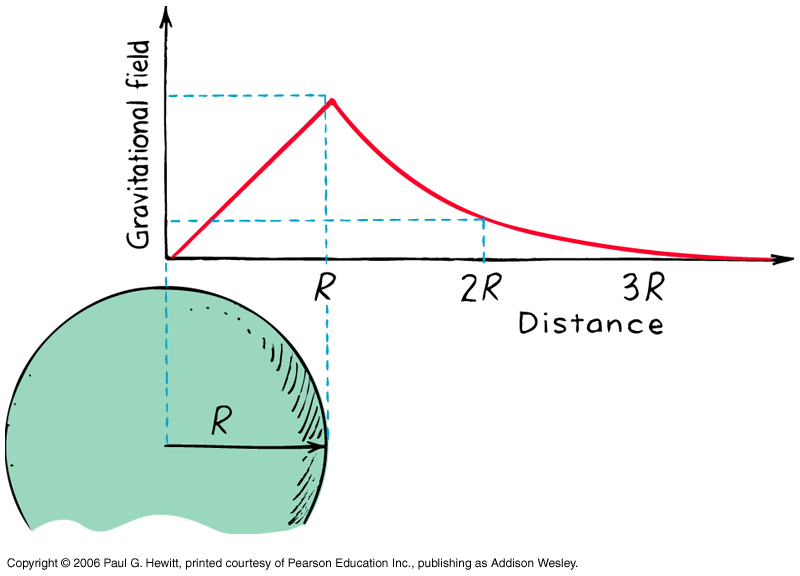 Gravitational field
R
2R
3R
Distance
R
Copyright © 2006 Paul G. Hewitt, printed courtesy of Pearson Education Inc., publishing as Addison Wesley.